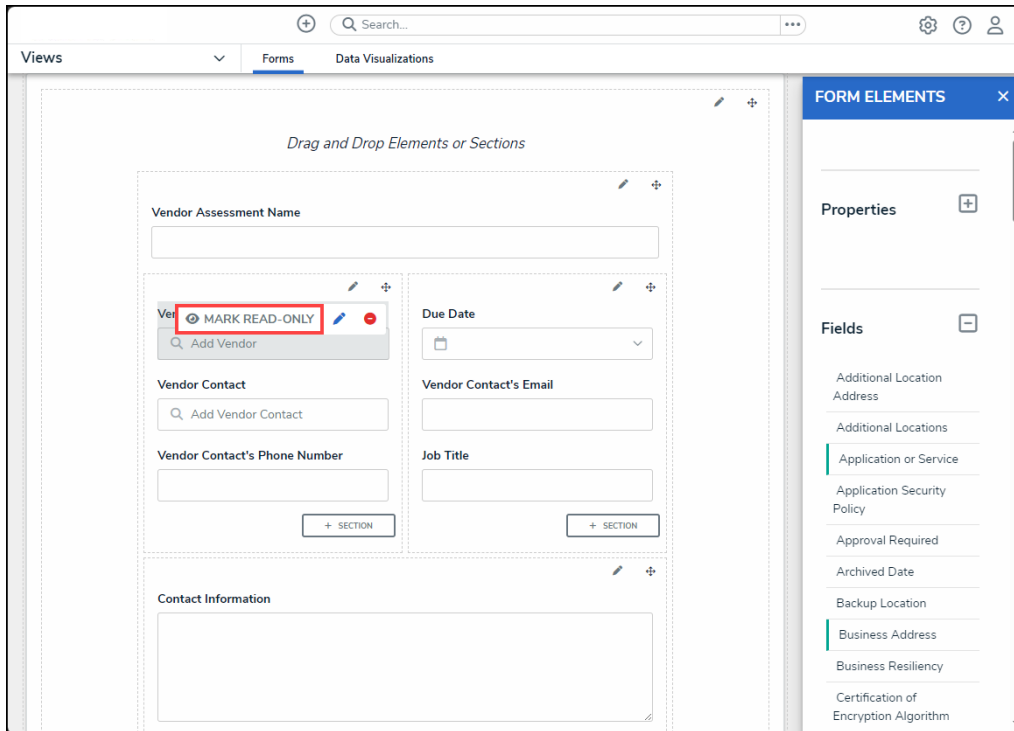 Search...
Views
Forms
Data Visualizations
FORM ELEMENTS
Drag and Drop Elements or Sections
Properties
Vendor Assessment Name
Ver
MARK READ-ONLY
Add Vendor
Due Date
Vendor Contact
Add Vendor Contact
Vendor Contact's Email
Vendor Contact's Phone Number
Job Title
+ SECTION
+ SECTION
Contact Information
Fields
Additional Location
Address
Additional Locations
Application or Service
Application Security
Policy
Approval Required
Archived Date
Backup Location
Business Address
Business Resiliency
Certification of
Encryption Algorithm